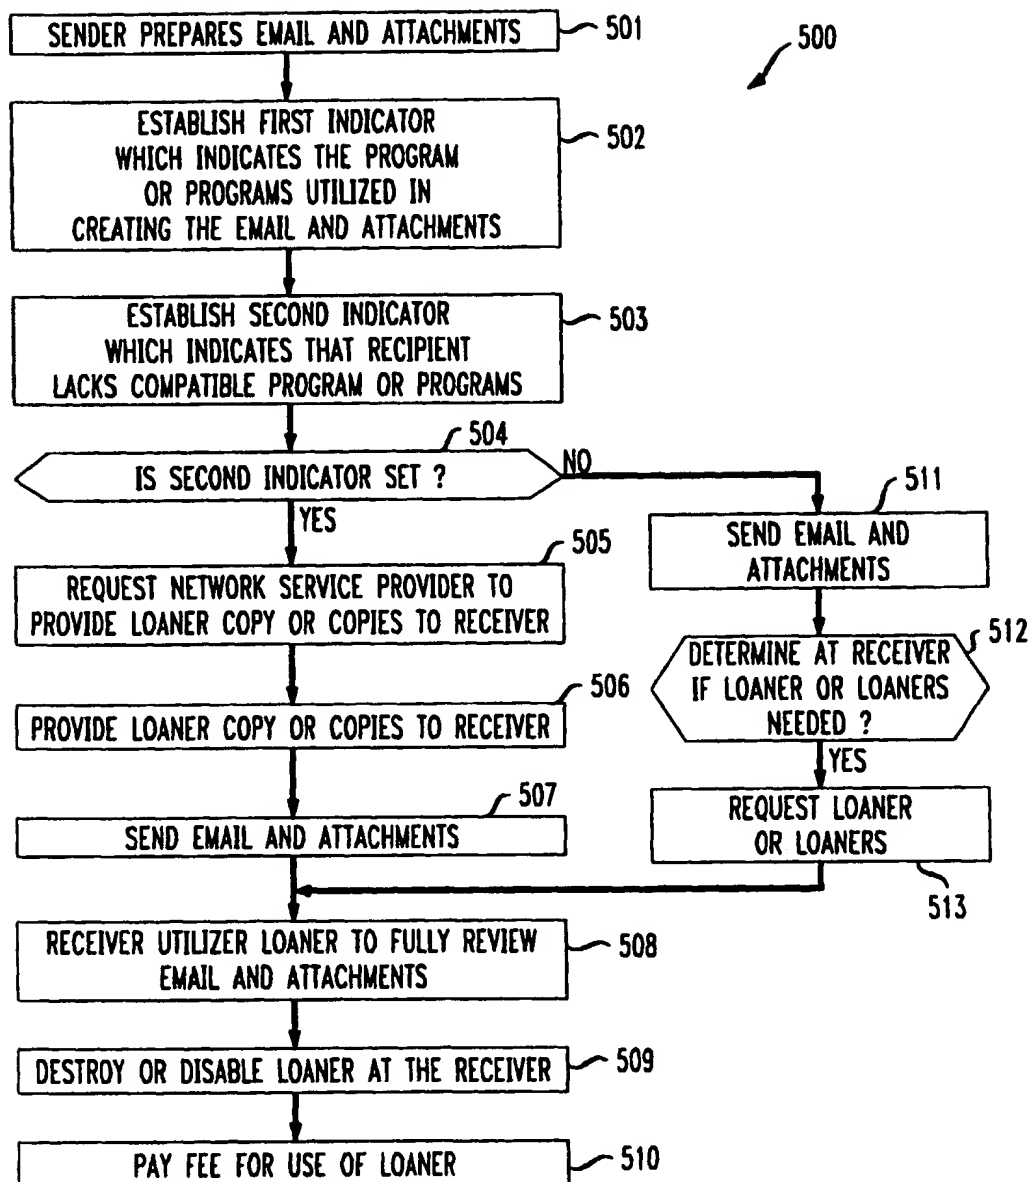 SENDER PREPARES EMAIL AND ATTACHMENTS
501
500
ESTABLISH FIRST INDICATOR
WHICH INDICATES THE PROGRAM
OR PROGRAMS UTILIZED IN
CREATING THE EMAIL AND ATTACHMENTS
502
ESTABLISH SECOND INDICATOR
WHICH INDICATES THAT RECIPIENT
LACKS COMPATIBLE PROGRAM OR PROGRAMS
503
504
IS SECOND INDICATOR SET ?
NO
YES
511
SEND EMAIL AND
ATTACHMENTS
505
REQUEST NETWORK SERVICE PROVIDER TO
PROVIDE LOANER COPY OR COPIES TO RECEIVER
512
DETERMINE AT RECEIVER
IF LOANER OR LOANERS
NEEDED ?
YES
506
PROVIDE LOANER COPY OR COPIES TO RECEIVER
507
SEND EMAIL AND ATTACHMENTS
REQUEST LOANER
OR LOANERS
513
RECEIVER UTILIZER LOANER TO FULLY REVIEW
EMAIL AND ATTACHMENTS
508
DESTROY OR DISABLE LOANER AT THE RECEIVER
509
PAY FEE FOR USE OF LOANER
510